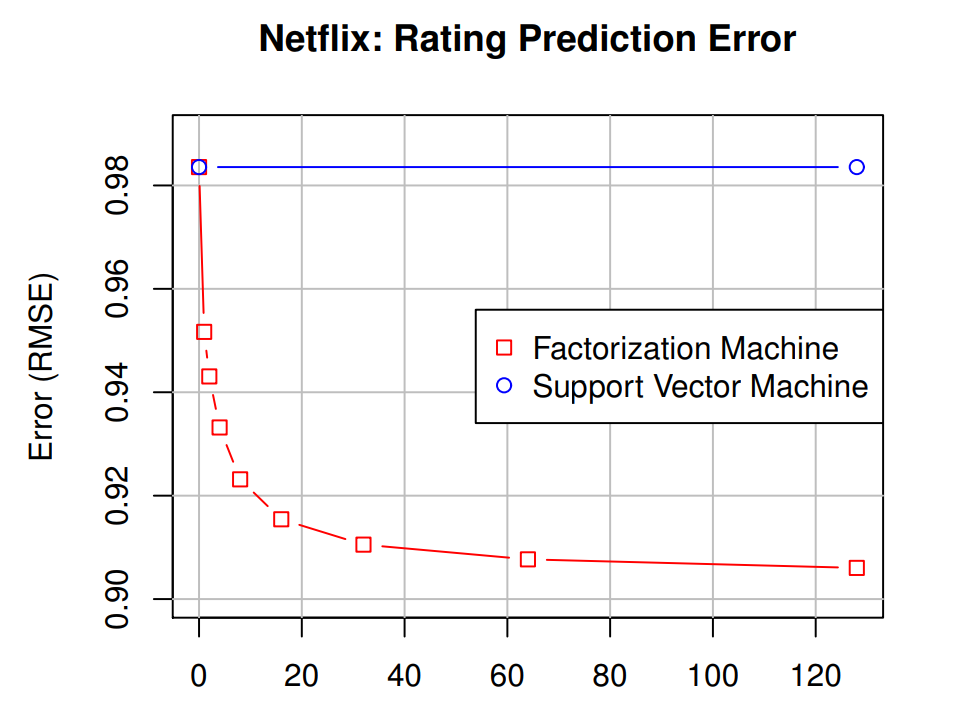 Netflix: Rating Prediction Error
Error (RMSE)
0.98
0.96
0.94
0.92
0.90
Factorization Machine
Support Vector Machine
0 20 40 60 80 100 120